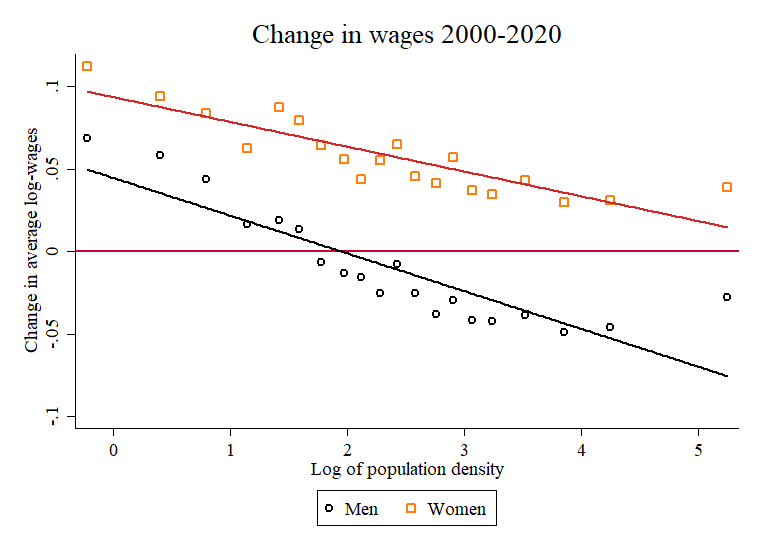 Change in wages 2000-2020
Change in average log-wages
.1
.05
0
-.05
-.1
0 1 2 3 4 5
Log of population density
Men Women